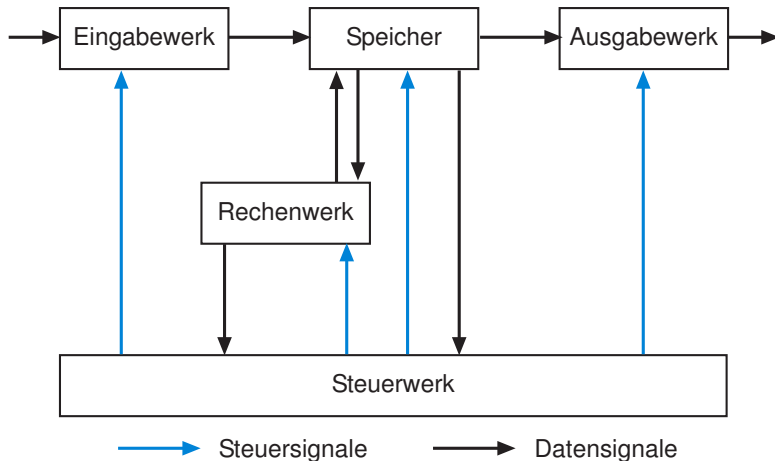 Eingabewerk
Speicher
Ausgabewerk
Rechenwerk
Steuerwerk
Steuersignale
Datensignale